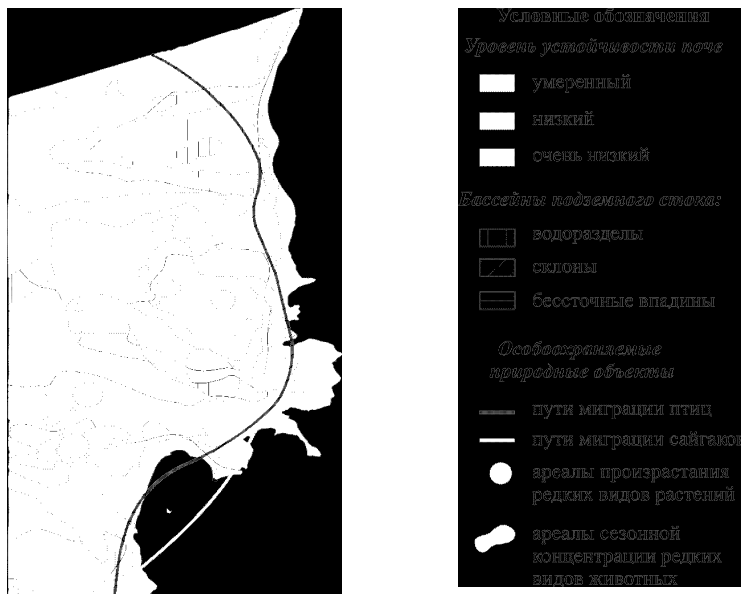 Условные обозначения
Уровень устойчивости поче
умеренный
низкий
очень низкий
Бассейны подземного стока:
водоразделы
склоны
бессточные впадины
Особоохраняемые
природные объекты
пути миграции птиц
пути миграции сайгаков
ареалы произрастания
редких видов растений
ареалы сезонной
концентрации редких
видов животных